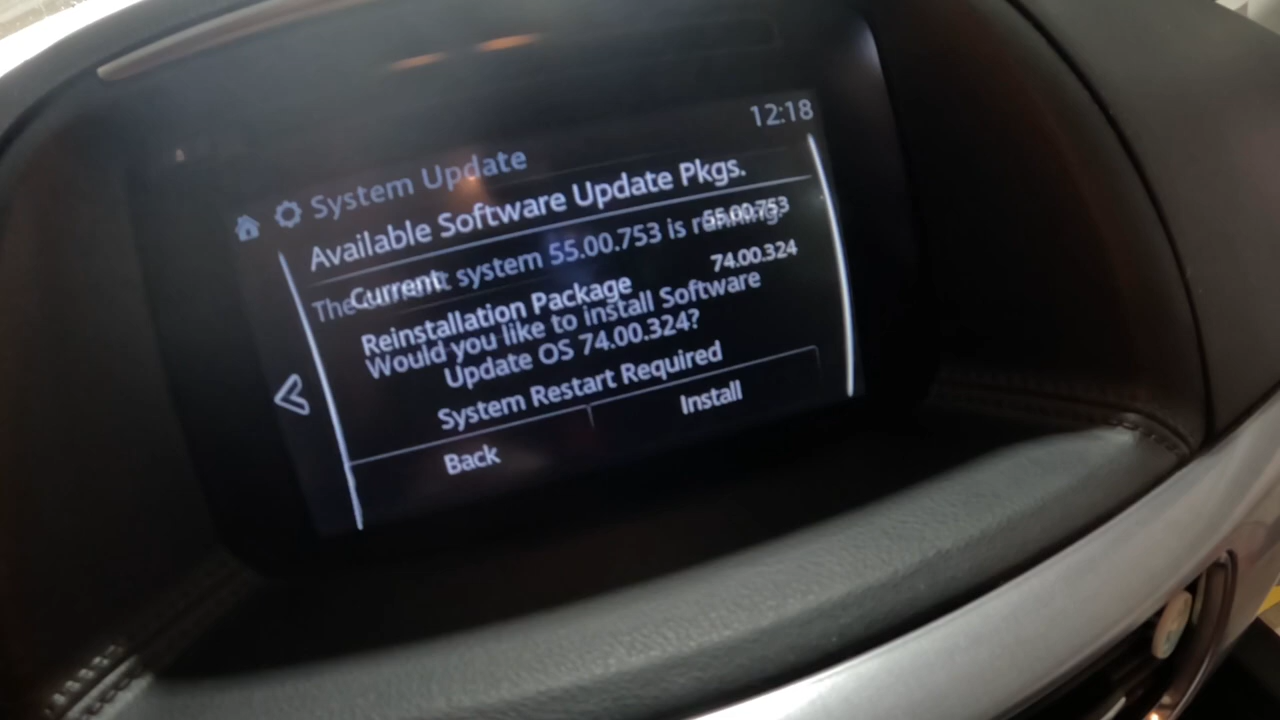 12:18
System Update
Available Software Update Pkgs.
Current 55.00.753
The current system 55.00.753 is running.
Reinstallation Package 74.00.324
Would you like to install Software
Update OS 74.00.324?
System Restart Required
Back Install